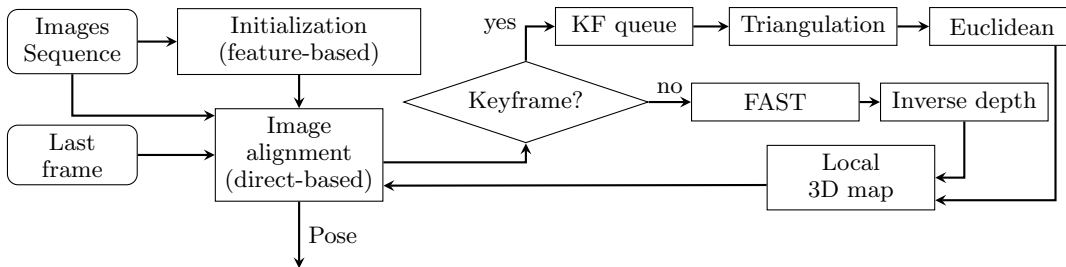 Images
Sequence
Initialization
(feature-based)
yes
KF queue
Triangulation
Euclidean
Keyframe?
no
FAST
Inverse depth
Last
frame
Image
alignment
(direct-based)
Local
3D map
Pose